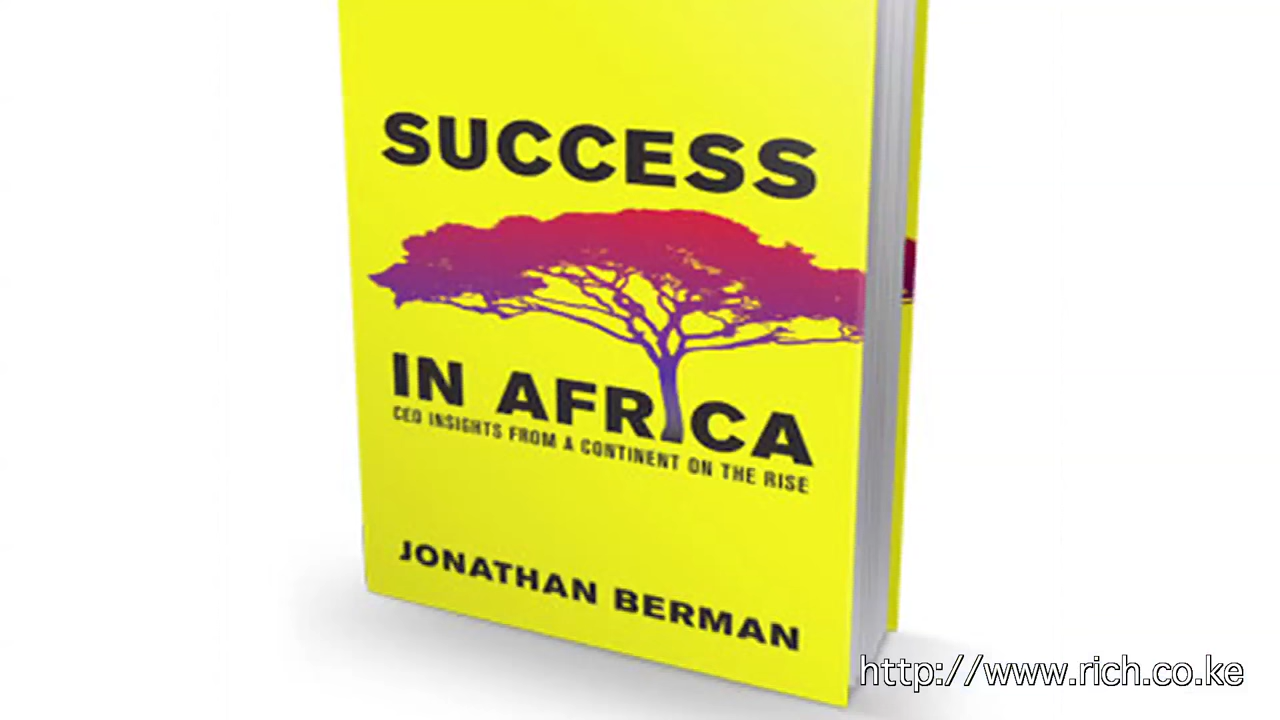 SUCCESS
IN AFRICA
CEO INSIGHTS FROM A CONTINENT ON THE RISE
JONATHAN BERMAN
http://www.rich.co.ke